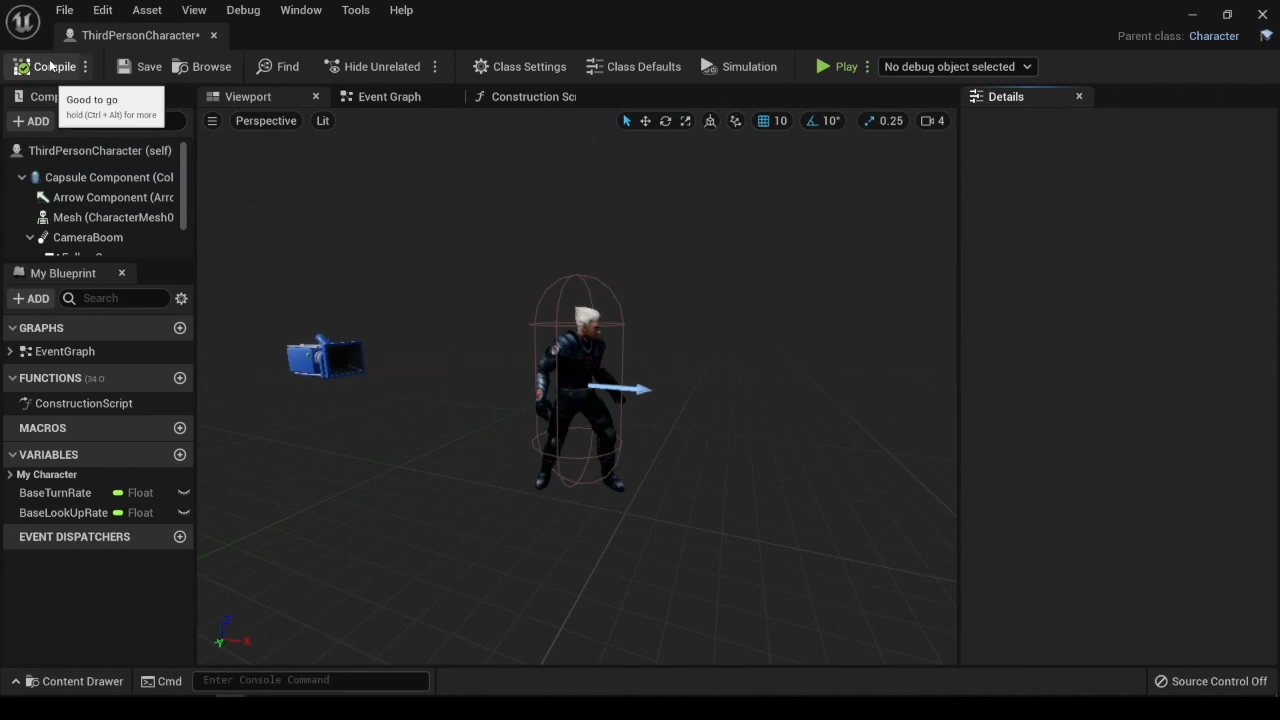 File Edit Asset View Debug Window Tools Help
ThirdPersonCharacter*
Parent class: Character
Compile Save Browse Find Hide Unrelated Class Settings Class Defaults Simulation Play No debug object selected
Good to go
hold (Ctrl + Alt) for more
Comp
Viewport Event Graph Construction Scr
Details
ADD
Perspective Lit 10 10° 0.25 4
ThirdPersonCharacter (self)
Capsule Component (Col
Arrow Component (Arrc
Mesh (CharacterMesh0
CameraBoom
My Blueprint
ADD Search
GRAPHS
EventGraph
FUNCTIONS (34 O
ConstructionScript
MACROS
VARIABLES
My Character
BaseTurnRate Float
BaseLookUpRate Float
EVENT DISPATCHERS
Z
X
Y
Content Drawer Cmd Enter Console Command Source Control Off